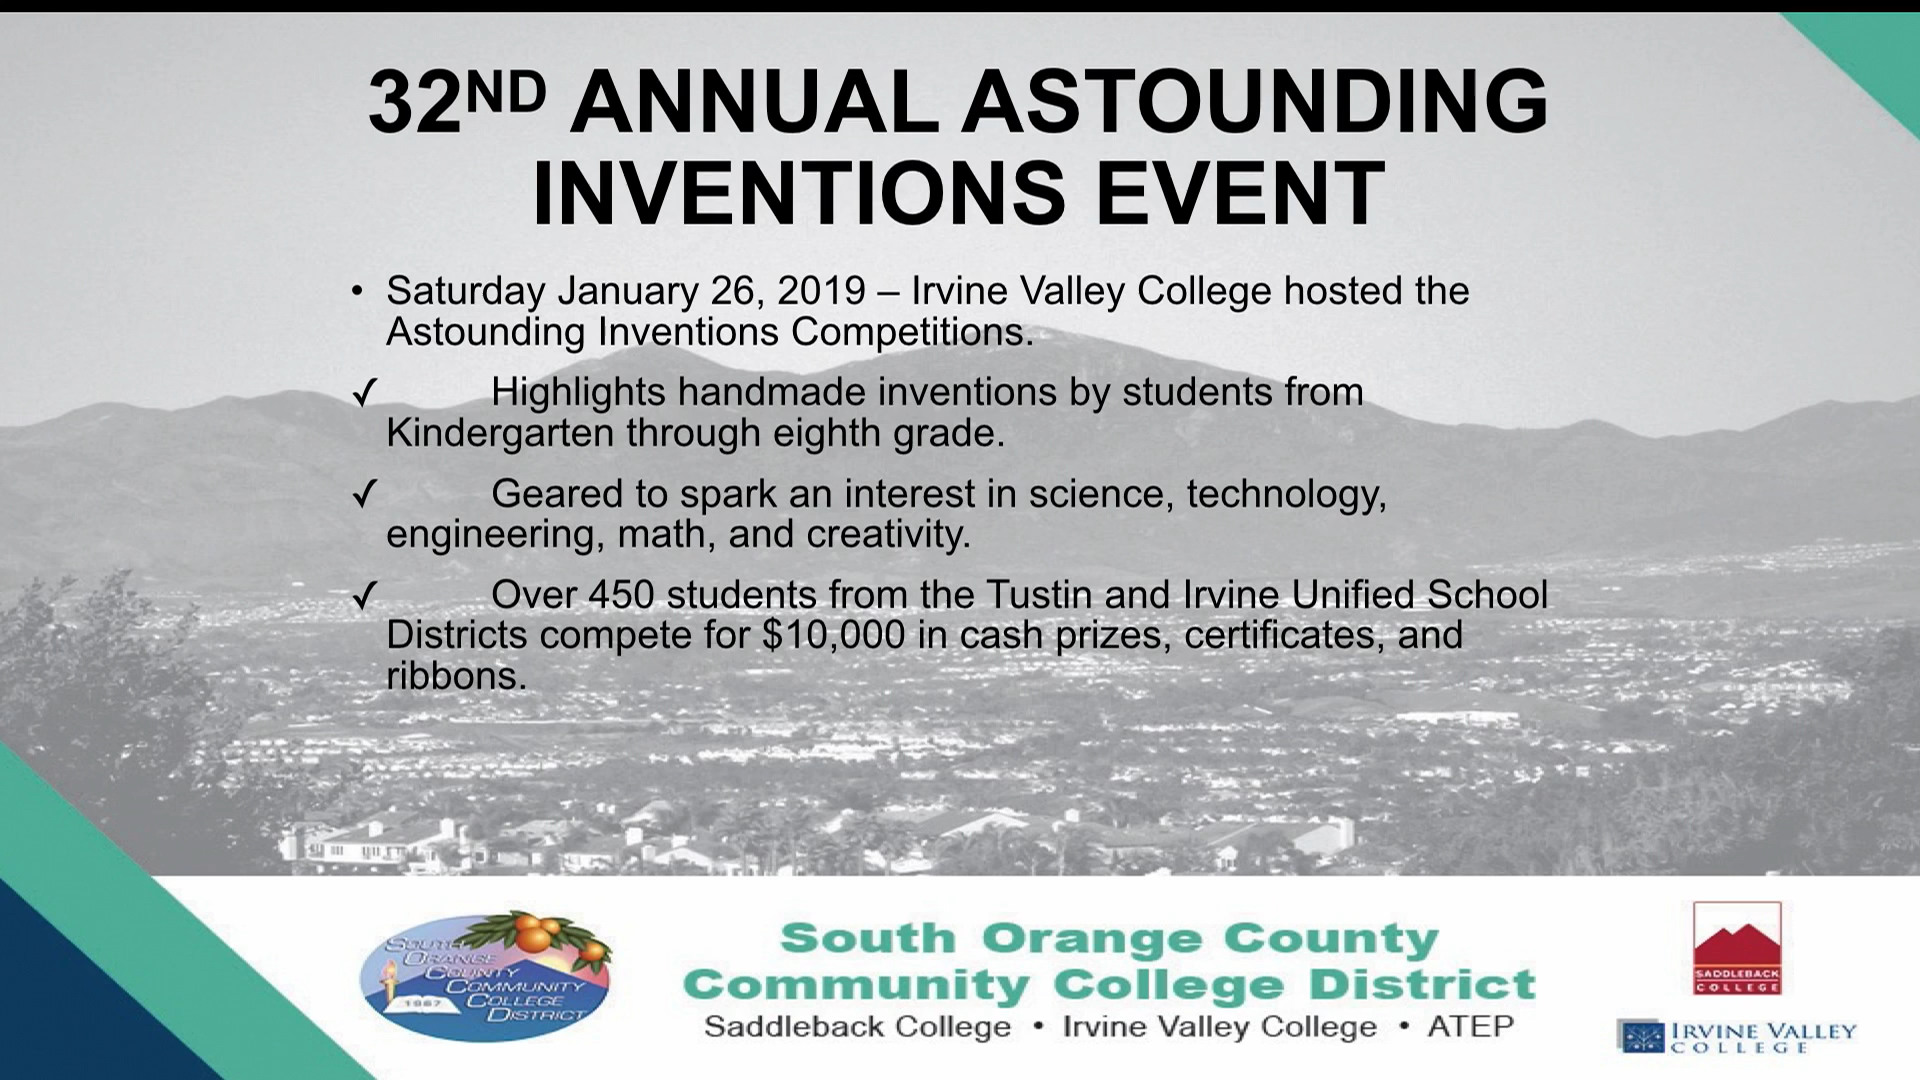 32ND ANNUAL ASTOUNDING
INVENTIONS EVENT
• Saturday January 26, 2019 – Irvine Valley College hosted the
Astounding Inventions Competitions.
✓ Highlights handmade inventions by students from
Kindergarten through eighth grade.
✓ Geared to spark an interest in science, technology,
engineering, math, and creativity.
✓ Over 450 students from the Tustin and Irvine Unified School
Districts compete for $10,000 in cash prizes, certificates, and
ribbons.
SOUTH
ORANGE
COUNTY
COMMUNITY
COLLEGE
DISTRICT
1967
South Orange County
Community College District
Saddleback College • Irvine Valley College • ATEP
SADDLEBACK
COLLEGE
IRVINE VALLEY
COLLEGE